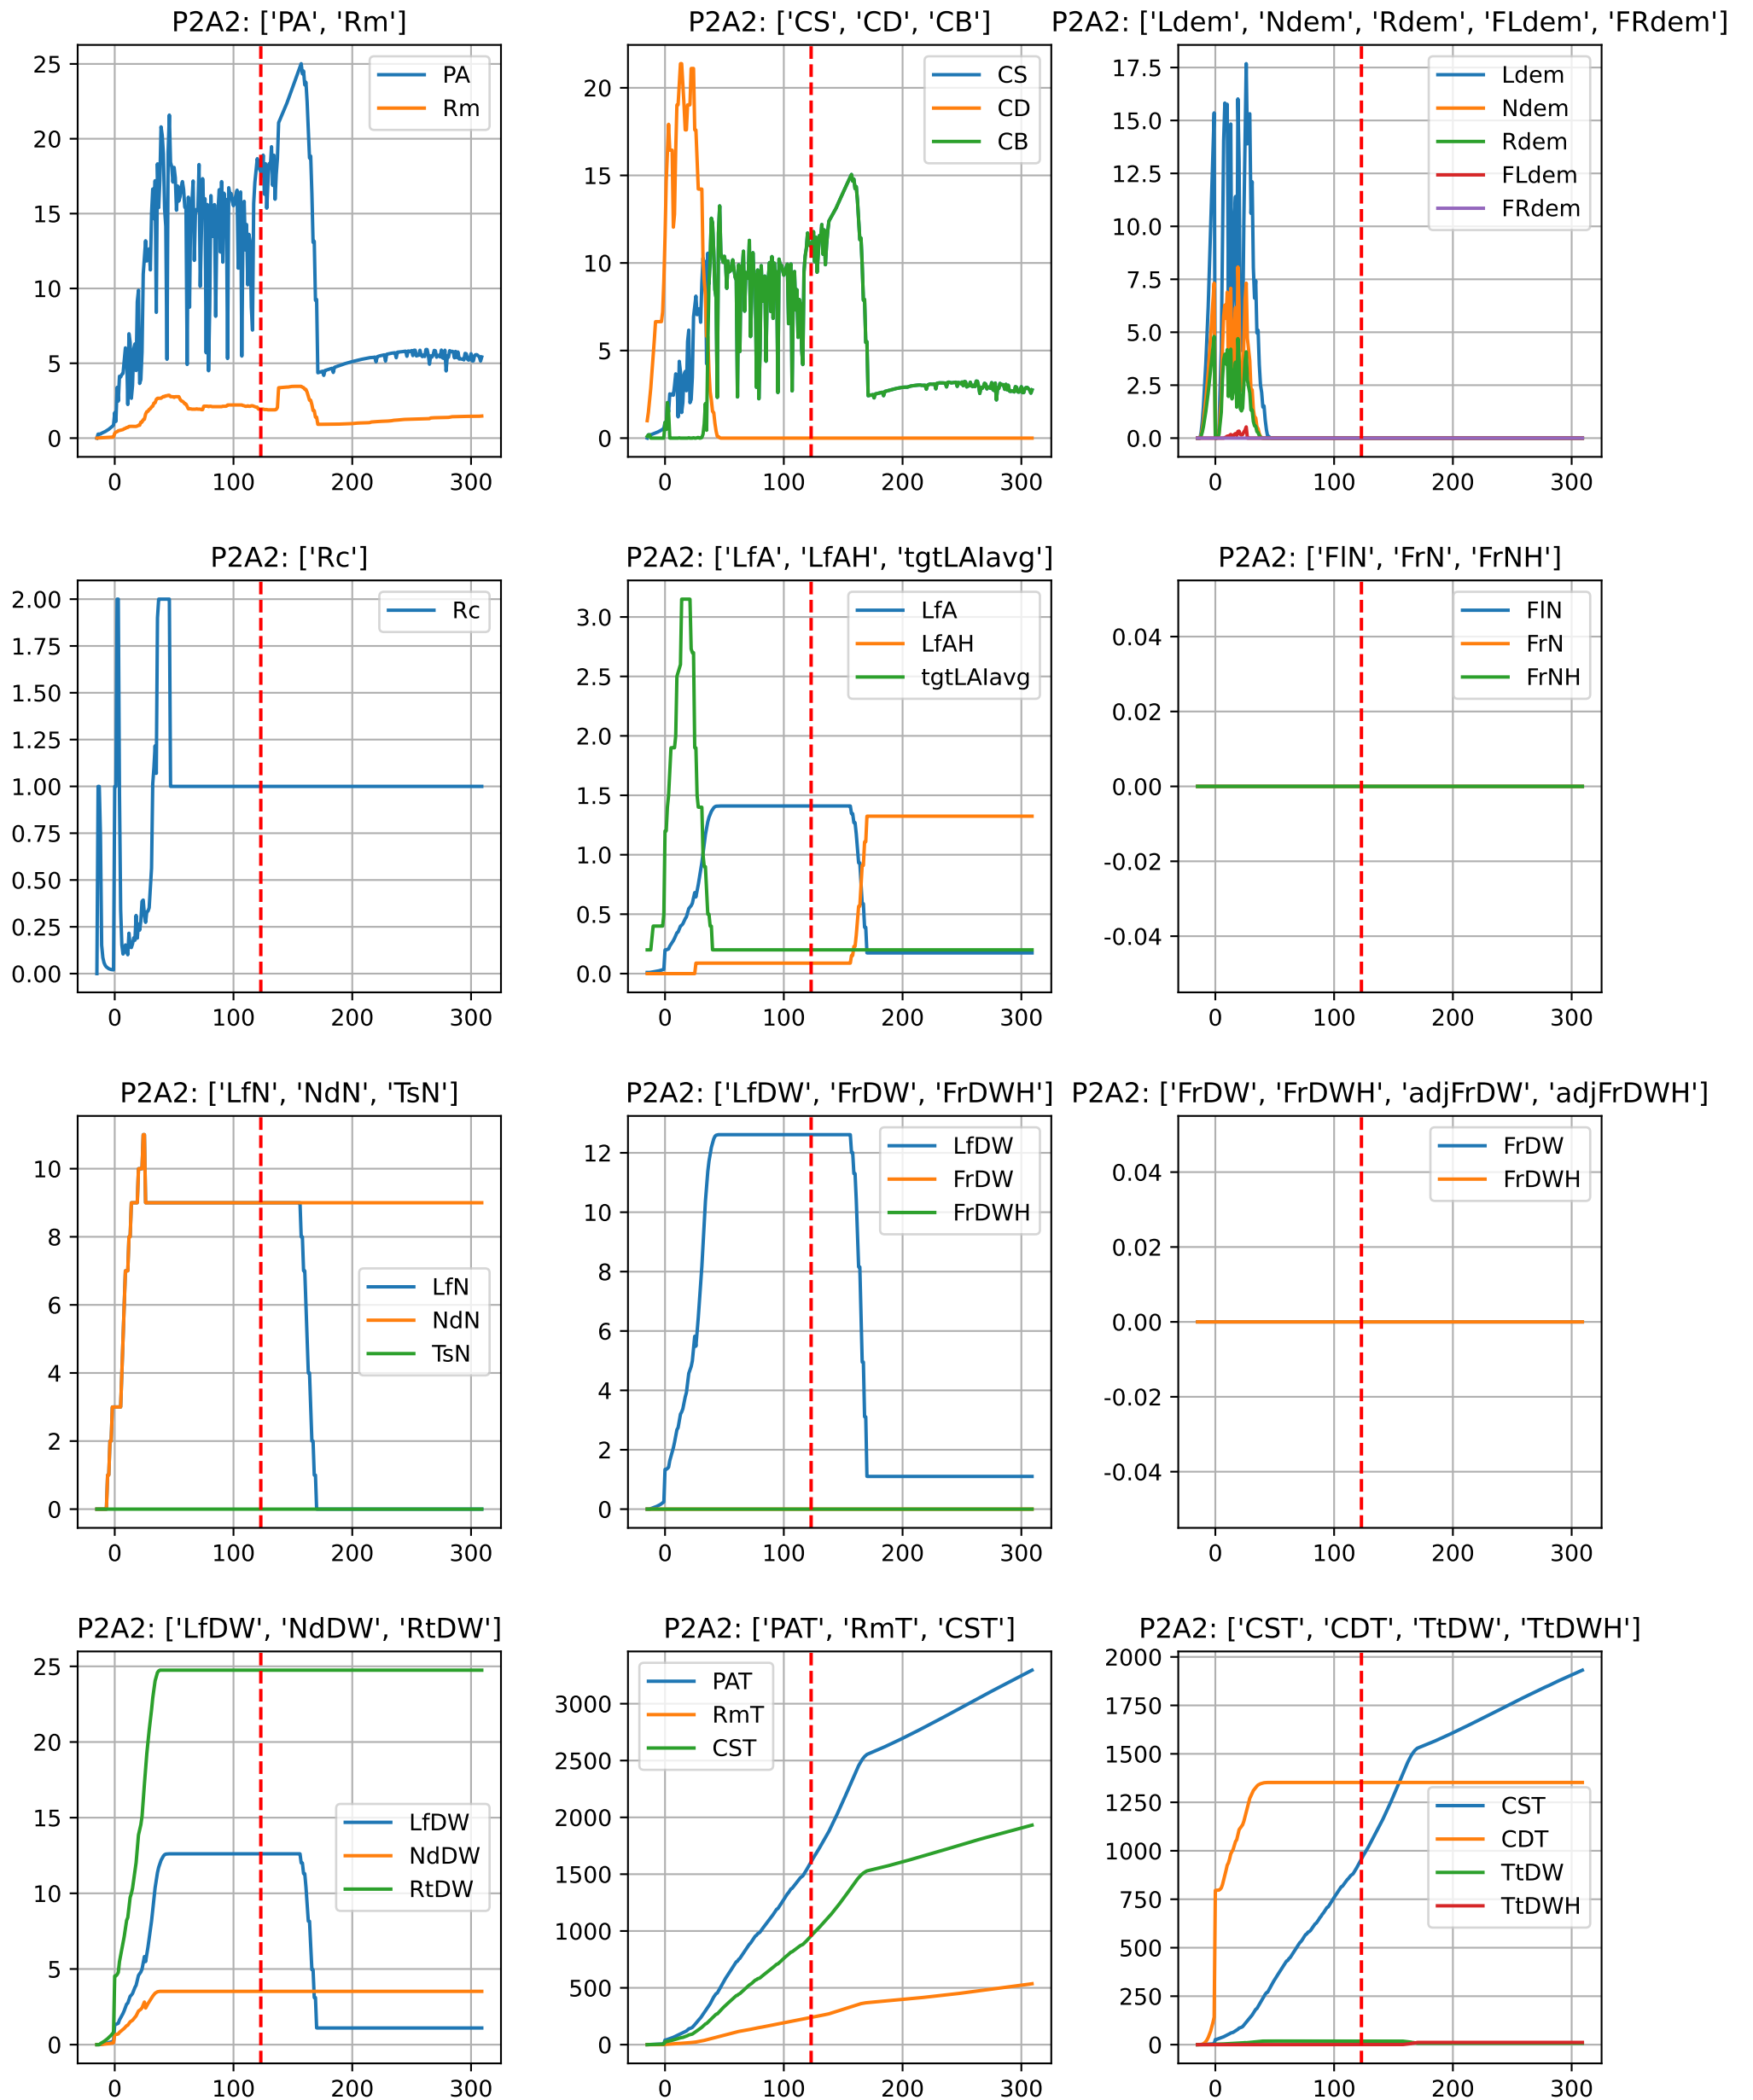 P2A2: ['PA', 'Rm']
25
20
15
10
5
0
0 100 200 300
PA
Rm
P2A2: ['CS', 'CD', 'CB']
20
15
10
5
0
0 100 200 300
CS
CD
CB
P2A2: ['Ldem', 'Ndem', 'Rdem', 'FLdem', 'FRdem']
17.5
15.0
12.5
10.0
7.5
5.0
2.5
0.0
0 100 200 300
Ldem
Ndem
Rdem
FLdem
FRdem
P2A2: ['Rc']
2.00
1.75
1.50
1.25
1.00
0.75
0.50
0.25
0.00
0 100 200 300
Rc
P2A2: ['LfA', 'LfAH', 'tgtLAIavg']
3.0
2.5
2.0
1.5
1.0
0.5
0.0
0 100 200 300
LfA
LfAH
tgtLAIavg
P2A2: ['FlN', 'FrN', 'FrNH']
0.04
0.02
0.00
-0.02
-0.04
0 100 200 300
FlN
FrN
FrNH
P2A2: ['LfN', 'NdN', 'TsN']
10
8
6
4
2
0
0 100 200 300
LfN
NdN
TsN
P2A2: ['LfDW', 'FrDW', 'FrDWH']
12
10
8
6
4
2
0
0 100 200 300
LfDW
FrDW
FrDWH
P2A2: ['FrDW', 'FrDWH', 'adjFrDW', 'adjFrDWH']
0.04
0.02
0.00
-0.02
-0.04
0 100 200 300
FrDW
FrDWH
P2A2: ['LfDW', 'NdDW', 'RtDW']
25
20
15
10
5
0
0 100 200 300
LfDW
NdDW
RtDW
P2A2: ['PAT', 'RmT', 'CST']
3000
2500
2000
1500
1000
500
0
0 100 200 300
PAT
RmT
CST
P2A2: ['CST', 'CDT', 'TtDW', 'TtDWH']
2000
1750
1500
1250
1000
750
500
250
0
0 100 200 300
CST
CDT
TtDW
TtDWH